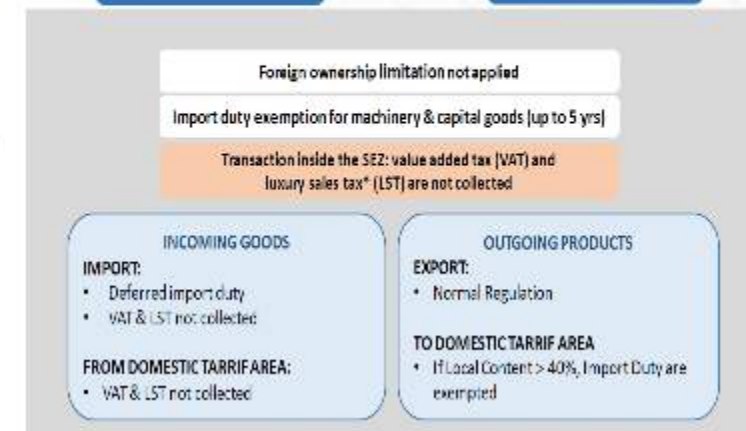 Foreign ownership limitation not applied
Import duty exemption for machinery & capital goods (up to 5 yrs)
Transaction inside the SEZ: value added tax (VAT) and
luxury sales tax* (LST) are not collected
INCOMING GOODS
IMPORT:
• Deferred import duty
• VAT & LST not collected
FROM DOMESTIC TARRIF AREA:
• VAT & LST not collected
OUTGOING PRODUCTS
EXPORT:
• Normal Regulation
TO DOMESTIC TARRIF AREA
• If Local Content > 40%, Import Duty are
exempted